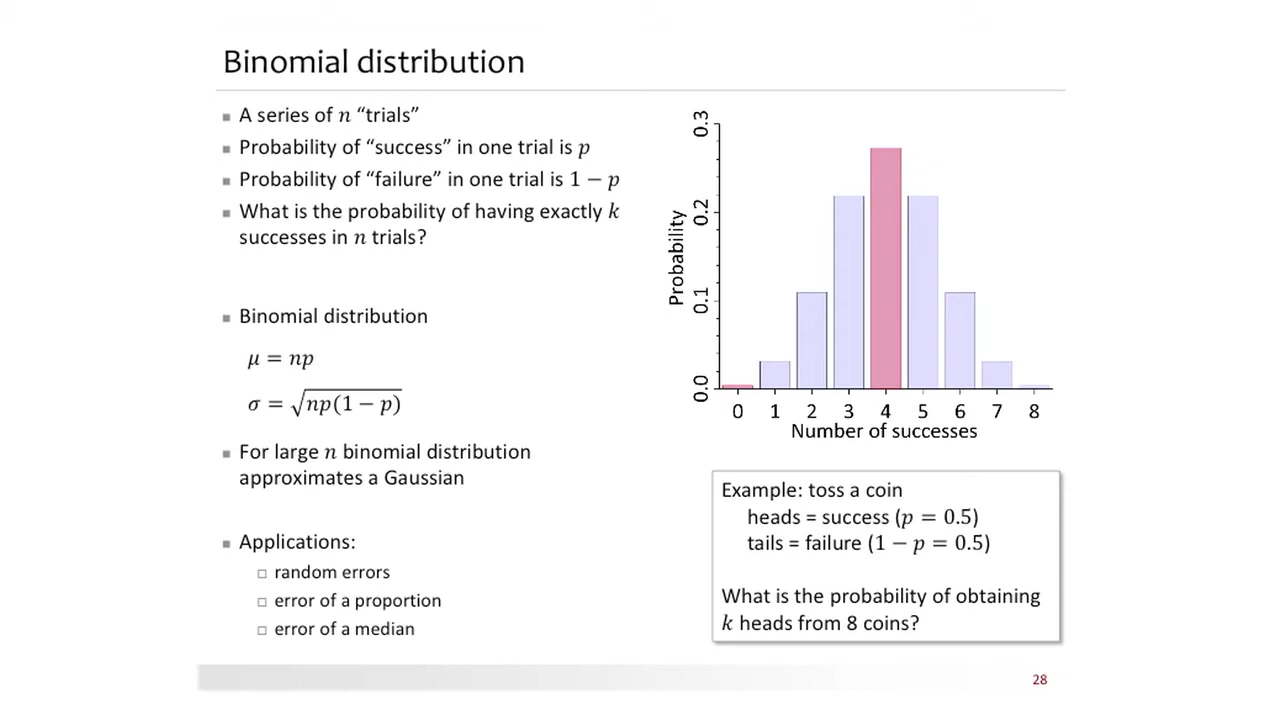 Binomial distribution
▪ A series of 𝑛 “trials”
▪ Probability of “success” in one trial is 𝑝
▪ Probability of “failure” in one trial is 1 − 𝑝
▪ What is the probability of having exactly 𝑘
successes in 𝑛 trials?
▪ Binomial distribution
𝜇 = 𝑛𝑝
𝜎 = √𝑛𝑝(1 − 𝑝)
▪ For large 𝑛 binomial distribution
approximates a Gaussian
▪ Applications:
□ random errors
□ error of a proportion
□ error of a median
Probability
0.3
0.2
0.1
0.0
0 1 2 3 4 5 6 7 8
Number of successes
Example: toss a coin
heads = success (𝑝 = 0.5)
tails = failure (1 − 𝑝 = 0.5)
What is the probability of obtaining
𝑘 heads from 8 coins?
28